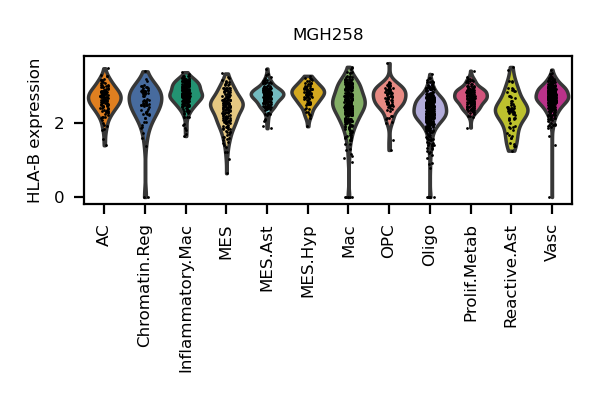 MGH258
HLA-B expression
2
0
AC
Chromatin.Reg
Inflammatory.Mac
MES
MES.Ast
MES.Hyp
Mac
OPC
Oligo
Prolif.Metab
Reactive.Ast
Vasc